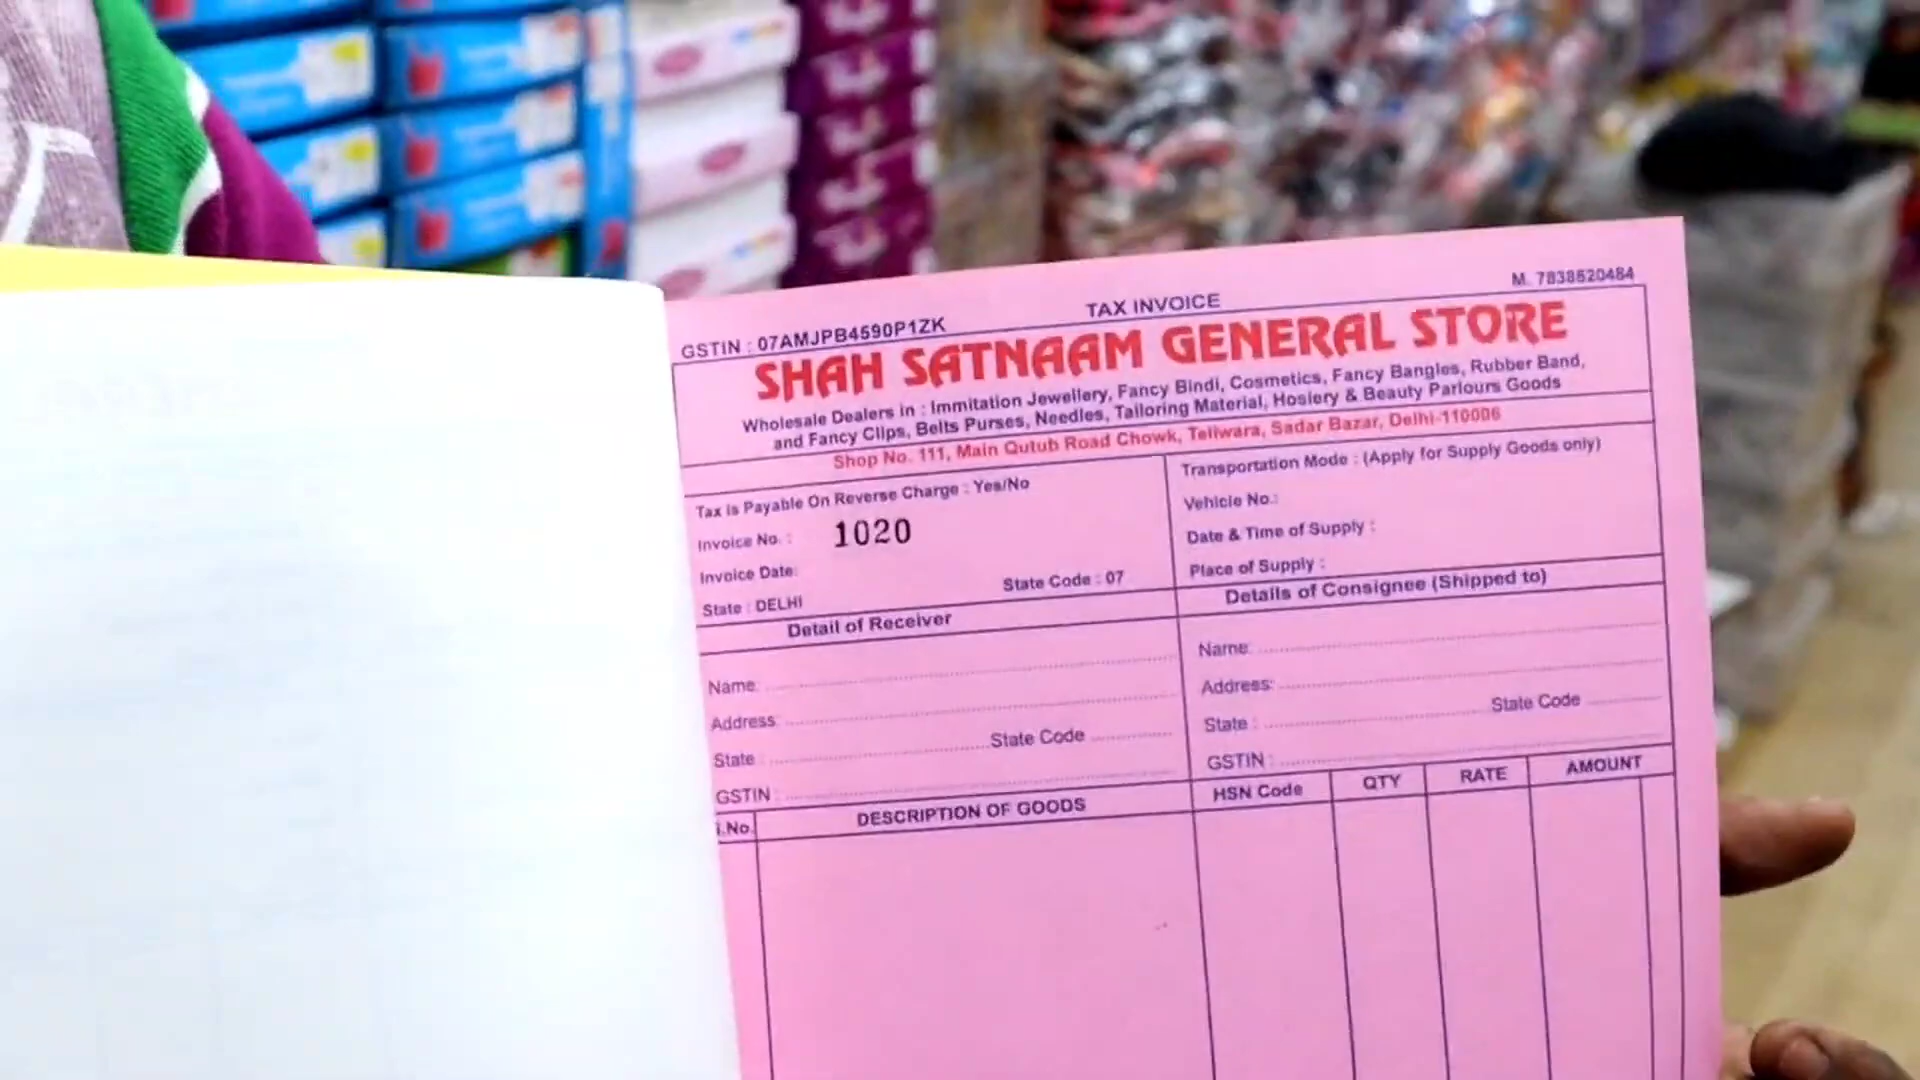 M. 7838520484
TAX INVOICE
GSTIN : 07AMJPB4590P1ZK
SHAH SATNAAM GENERAL STORE
Wholesale Dealers in : Immitation Jewellery, Fancy Bindi, Cosmetics, Fancy Bangles, Rubber Band,
and Fancy Clips, Belts Purses, Needles, Tailoring Material, Hosiery & Beauty Parlours Goods
Shop No. 111, Main Qutub Road Chowk, Teliwara, Sadar Bazar, Delhi-110006
Tax is Payable On Reverse Charge : Yes/No
Invoice No. : 1020
Invoice Date:
State : DELHI State Code : 07
Transportation Mode : (Apply for Supply Goods only)
Vehicle No.:
Date & Time of Supply :
Place of Supply :
Detail of Receiver
Name:
Address:
State : State Code
GSTIN :
Details of Consignee (Shipped to)
Name:
Address:
State : State Code
GSTIN :
.No. DESCRIPTION OF GOODS HSN Code QTY RATE AMOUNT